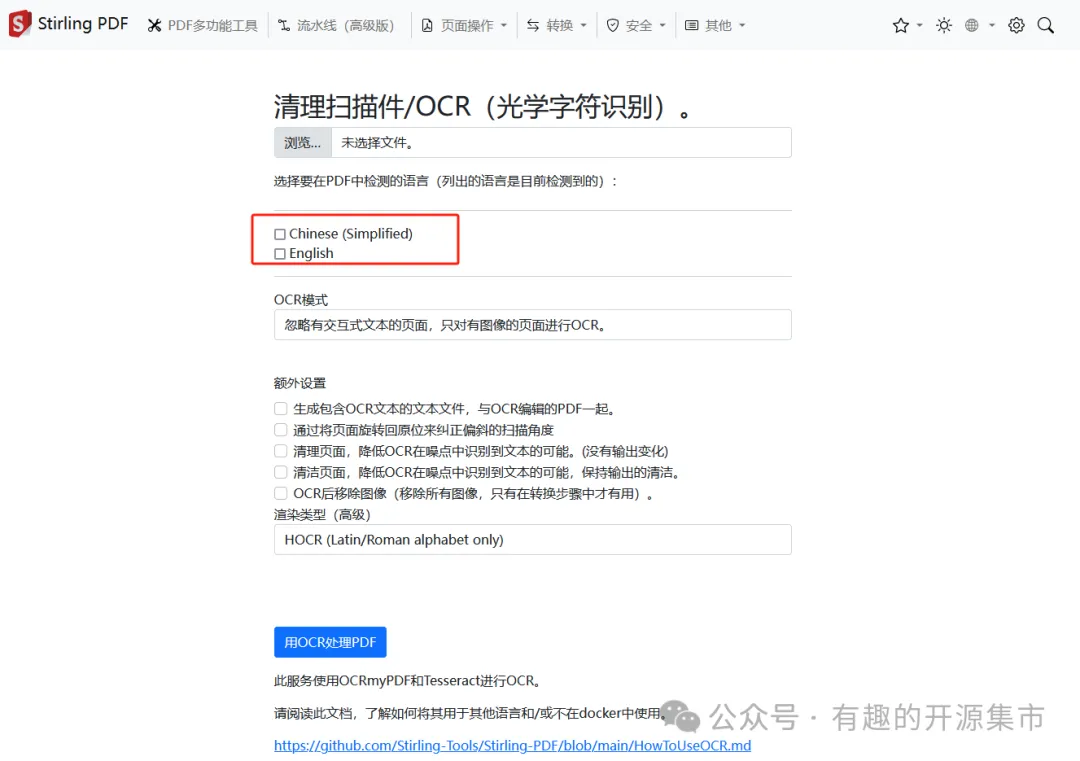 Stirling PDF PDF多功能工具 流水线（高级版） 页面操作 转换 安全 其他
清理扫描件/OCR（光学字符识别）。
浏览... 未选择文件。
选择要在PDF中检测的语言（列出的语言是目前检测到的）：
Chinese (Simplified)
English
OCR模式
忽略有交互式文本的页面，只对有图像的页面进行OCR。
额外设置
生成包含OCR文本的文本文件，与OCR编辑的PDF一起。
通过将页面旋转回原位来纠正偏斜的扫描角度
清理页面，降低OCR在噪点中识别到文本的可能。(没有输出变化)
清洁页面，降低OCR在噪点中识别到文本的可能，保持输出的清洁。
OCR后移除图像（移除所有图像，只有在转换步骤中才有用）。
渲染类型（高级）
HOCR (Latin/Roman alphabet only)
用OCR处理PDF
此服务使用OCRmyPDF和Tesseract进行OCR。
请阅读此文档，了解如何将其用于其他语言和/或不在docker中使用。
公众号 · 有趣的开源集市
https://github.com/Stirling-Tools/Stirling-PDF/blob/main/HowToUseOCR.md